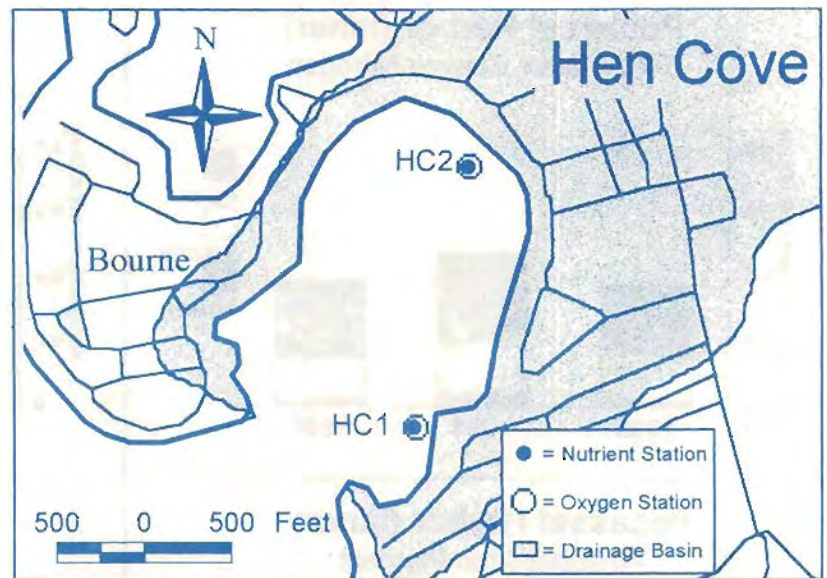 Hen Cove
N
HC2
Bourne
HC1
= Nutrient Station
= Oxygen Station
= Drainage Basin
500 0 500 Feet